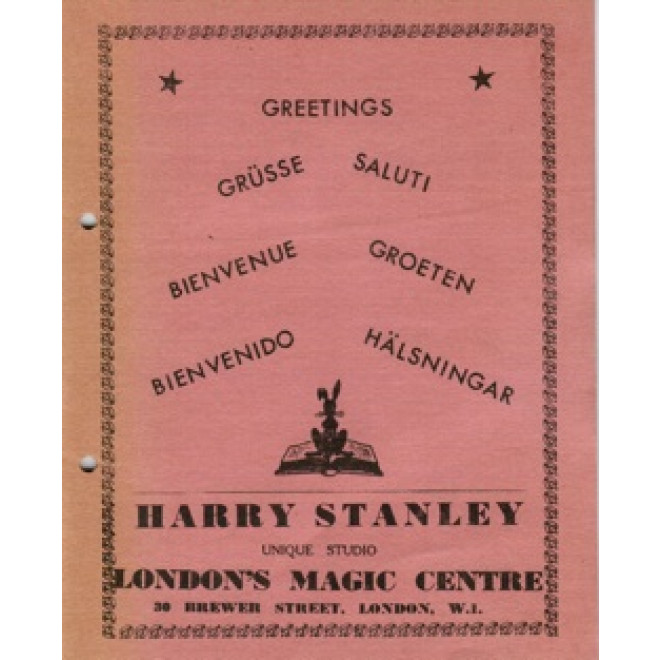 GREETINGS
GRÜSSE SALUTI
BIENVENUE GROETEN
BIENVENIDO HÄLSNINGAR
HARRY STANLEY
UNIQUE STUDIO
LONDON'S MAGIC CENTRE
30 BREWER STREET, LONDON, W.1.